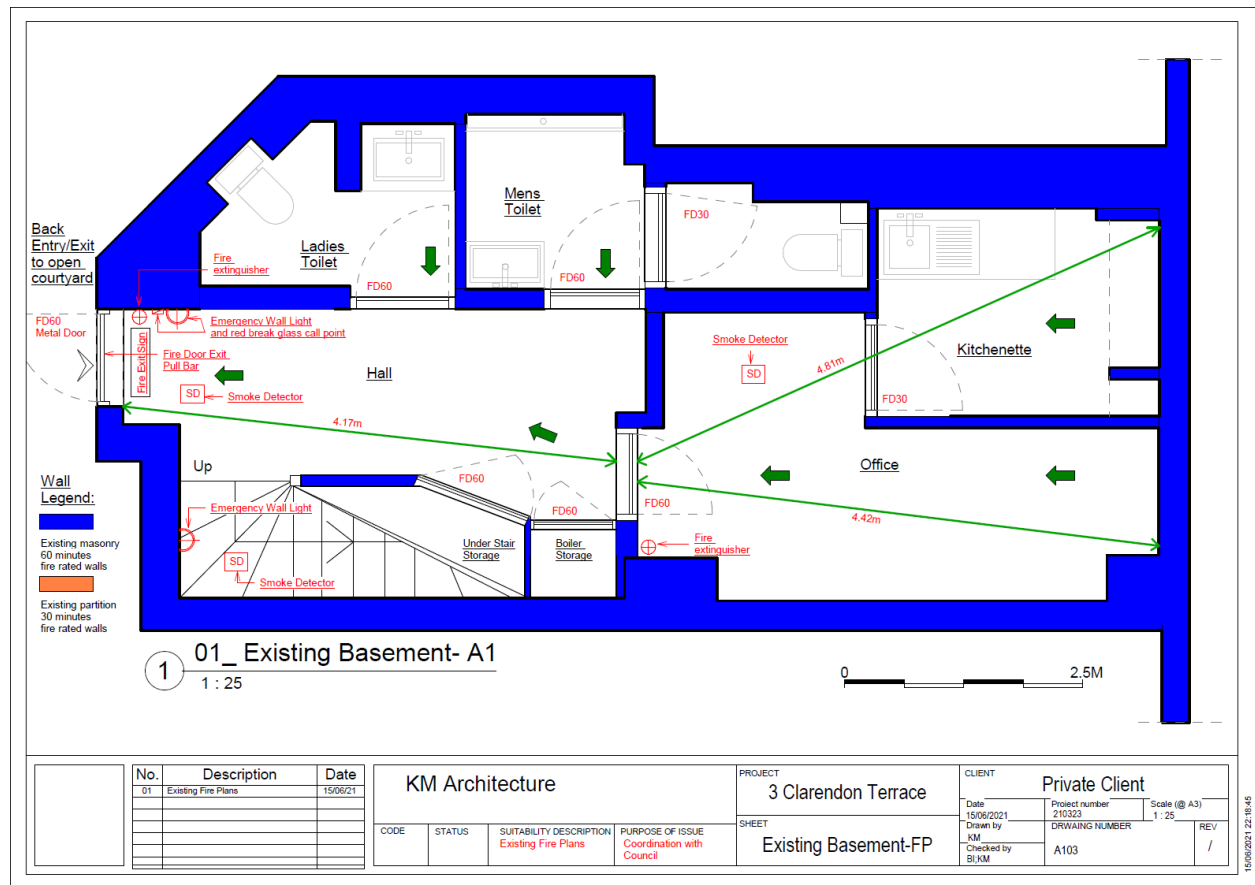 Back
Entry/Exit
to open
courtyard
FD60
Metal Door
Fire
extinguisher
Emergency Wall Light
and red break glass call point
Fire Exit Sign
Fire Door Exit
Pull Bar
SD
Smoke Detector
Ladies
Toilet
FD60
Mens
Toilet
FD60
FD30
Hall
4.17m
Smoke Detector
SD
4.81m
Kitchenette
FD30
Office
4.42m
FD60
Fire
extinguisher
Up
Emergency Wall Light
SD
Smoke Detector
FD60
FD60
Under Stair
Storage
Boiler
Storage
Wall
Legend:
Existing masonry
60 minutes
fire rated walls
Existing partition
30 minutes
fire rated walls
1
01_ Existing Basement- A1
1 : 25
0 2.5M
No. Description Date
01 Existing Fire Plans 15/06/21
KM Architecture
CODE STATUS SUITABILITY DESCRIPTION PURPOSE OF ISSUE
Existing Fire Plans Coordination with
Council
PROJECT
3 Clarendon Terrace
SHEET
Existing Basement-FP
CLIENT
Private Client
Date Project number Scale (@ A3)
15/06/2021 210323 1 : 25
Drawn by DRWAING NUMBER REV
KM
Checked by A103 /
BI;KM
15/06/2021 22:18:45